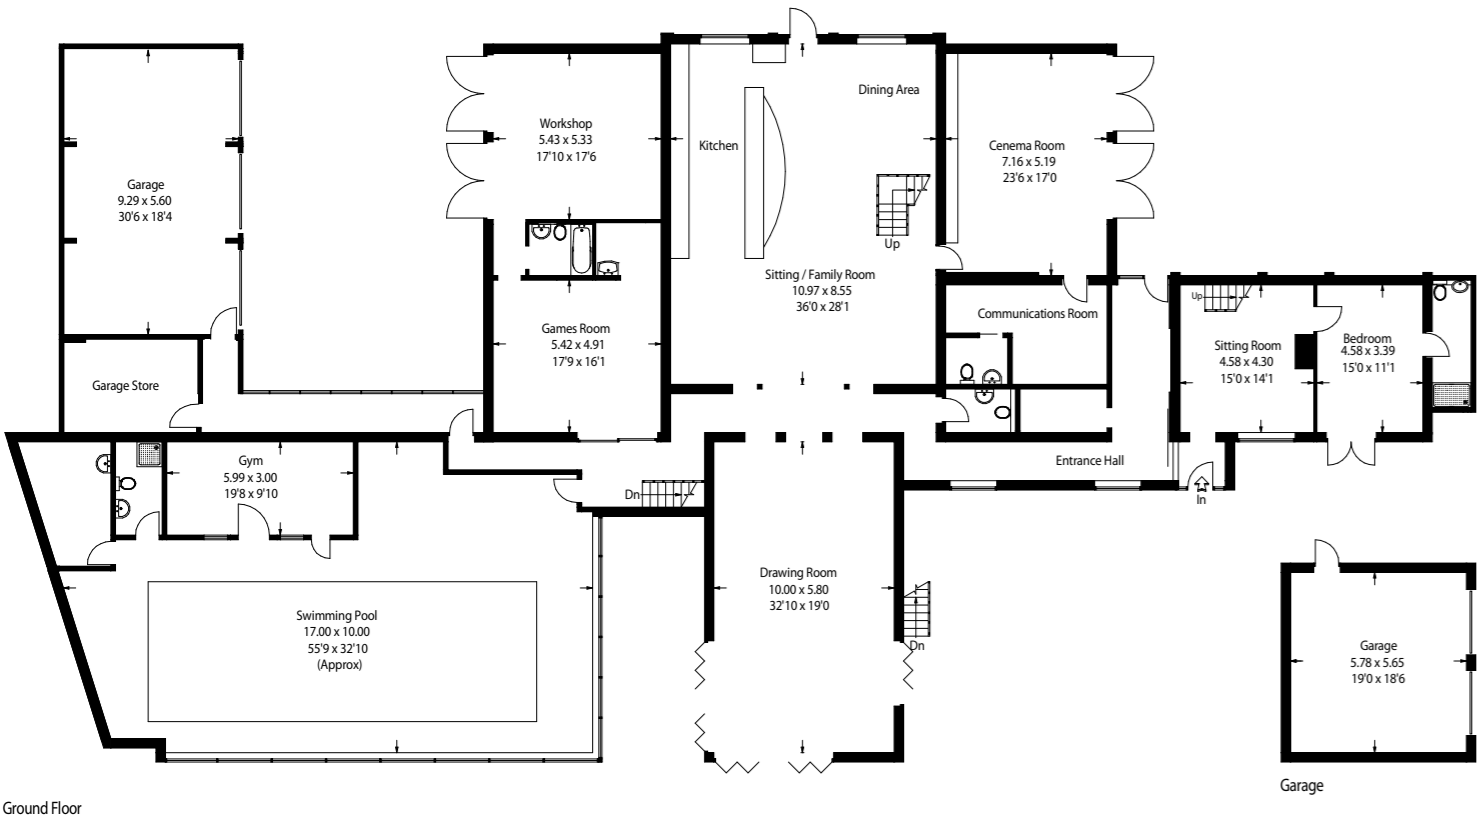 Garage
9.29 x 5.60
30'6 x 18'4
Workshop
5.43 x 5.33
17'10 x 17'6
Kitchen
Dining Area
Up
Cenema Room
7.16 x 5.19
23'6 x 17'0
Sitting / Family Room
10.97 x 8.55
36'0 x 28'1
Games Room
5.42 x 4.91
17'9 x 16'1
Communications Room
Up
Sitting Room
4.58 x 4.30
15'0 x 14'1
Bedroom
4.58 x 3.39
15'0 x 11'1
Garage Store
Gym
5.99 x 3.00
19'8 x 9'10
Entrance Hall
Dn
In
Drawing Room
10.00 x 5.80
32'10 x 19'0
Dn
Swimming Pool
17.00 x 10.00
55'9 x 32'10
(Approx)
Garage
5.78 x 5.65
19'0 x 18'6
Garage
Ground Floor